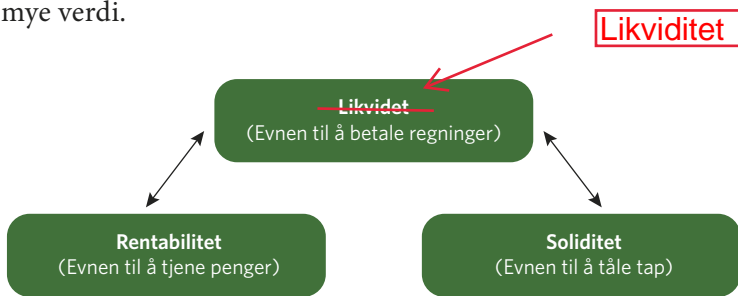 mye verdi.
Likviditet
Likvidet
(Evnen til å betale regninger)
Rentabilitet
(Evnen til å tjene penger)
Soliditet
(Evnen til å tåle tap)